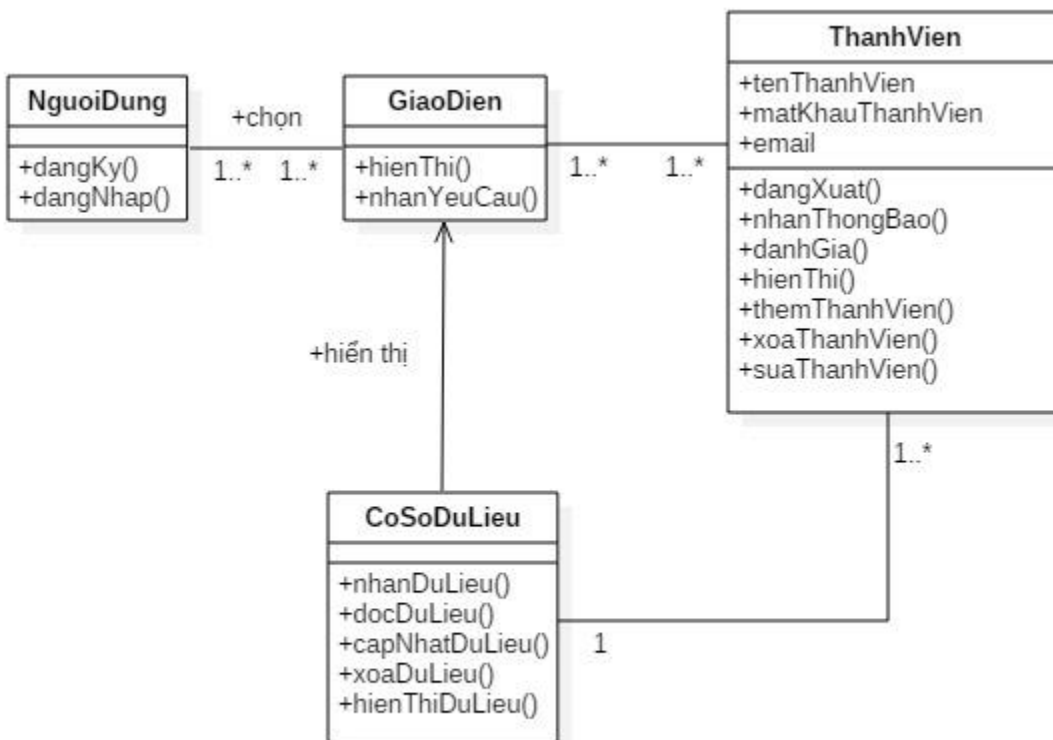 NguoiDung
+dangKy()
+dangNhap()
+chọn
1..* 1..*
GiaoDien
+hienThi()
+nhanYeuCau()
1..* 1..*
ThanhVien
+tenThanhVien
+matKhauThanhVien
+email
+dangXuat()
+nhanThongBao()
+danhGia()
+hienThi()
+themThanhVien()
+xoaThanhVien()
+suaThanhVien()
+hiển thị
1..*
CoSoDuLieu
+nhanDuLieu()
+docDuLieu()
+capNhatDuLieu()
+xoaDuLieu()
+hienThiDuLieu()
1